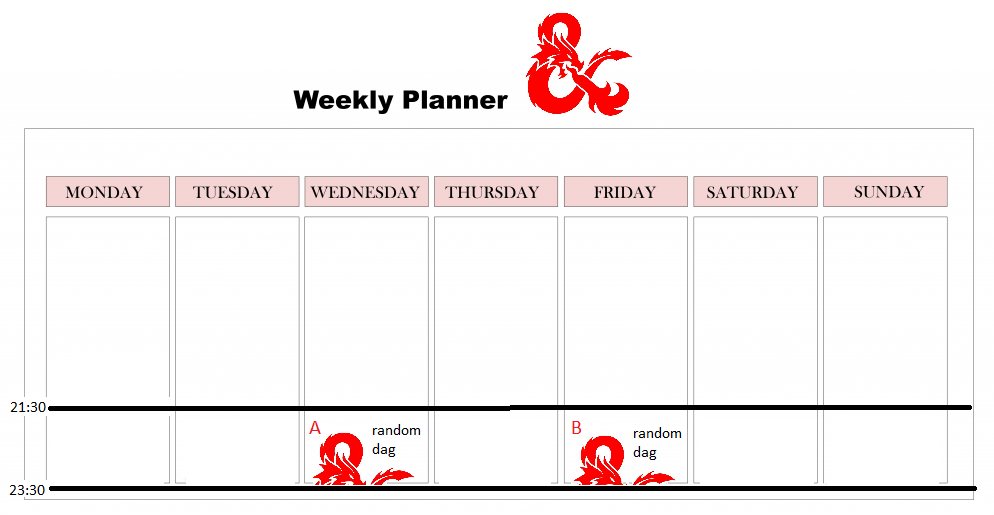 Weekly Planner
MONDAY TUESDAY WEDNESDAY THURSDAY FRIDAY SATURDAY SUNDAY
21:30
A random B random
dag dag
23:30